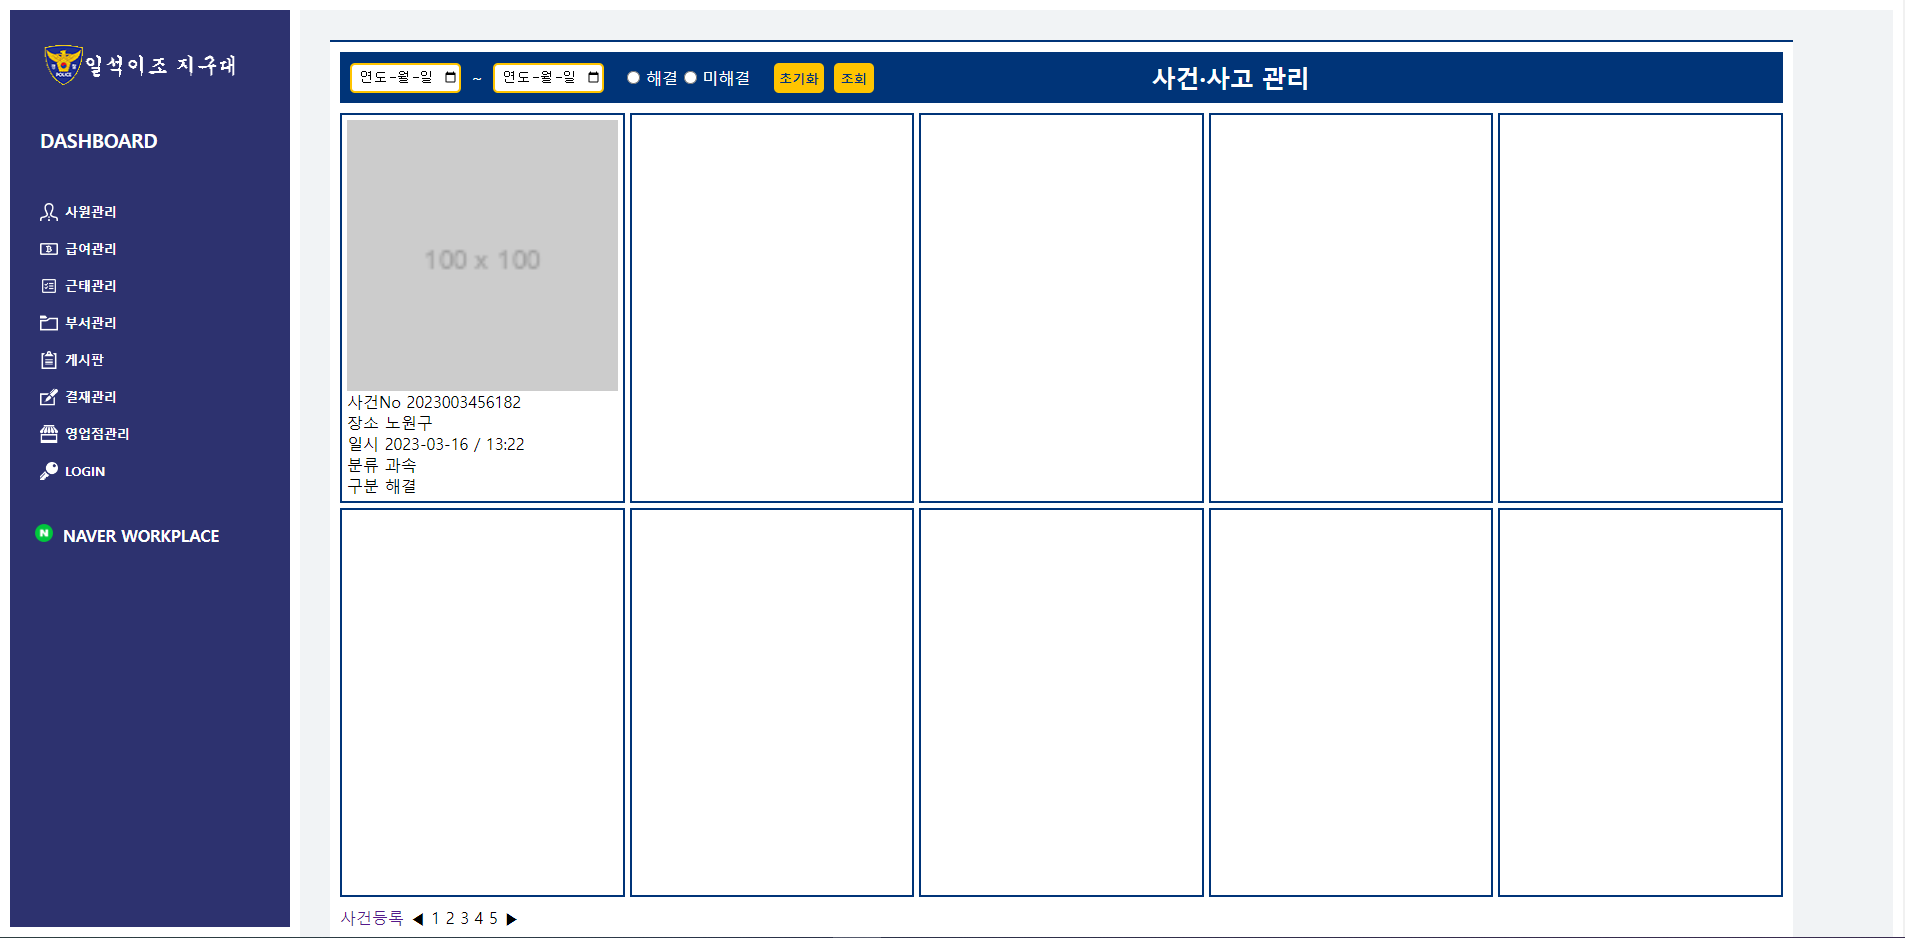 일석이조 지구대
POLICE
DASHBOARD
사원관리
급여관리
근태관리
부서관리
게시판
결재관리
영업점관리
LOGIN
NAVER WORKPLACE
연도-월-일 ~ 연도-월-일 해결 미해결 초기화 조회 사건·사고 관리
100 x 100
사건No 2023003456182
장소 노원구
일시 2023-03-16 / 13:22
분류 과속
구분 해결
사건등록 ◀ 1 2 3 4 5 ▶